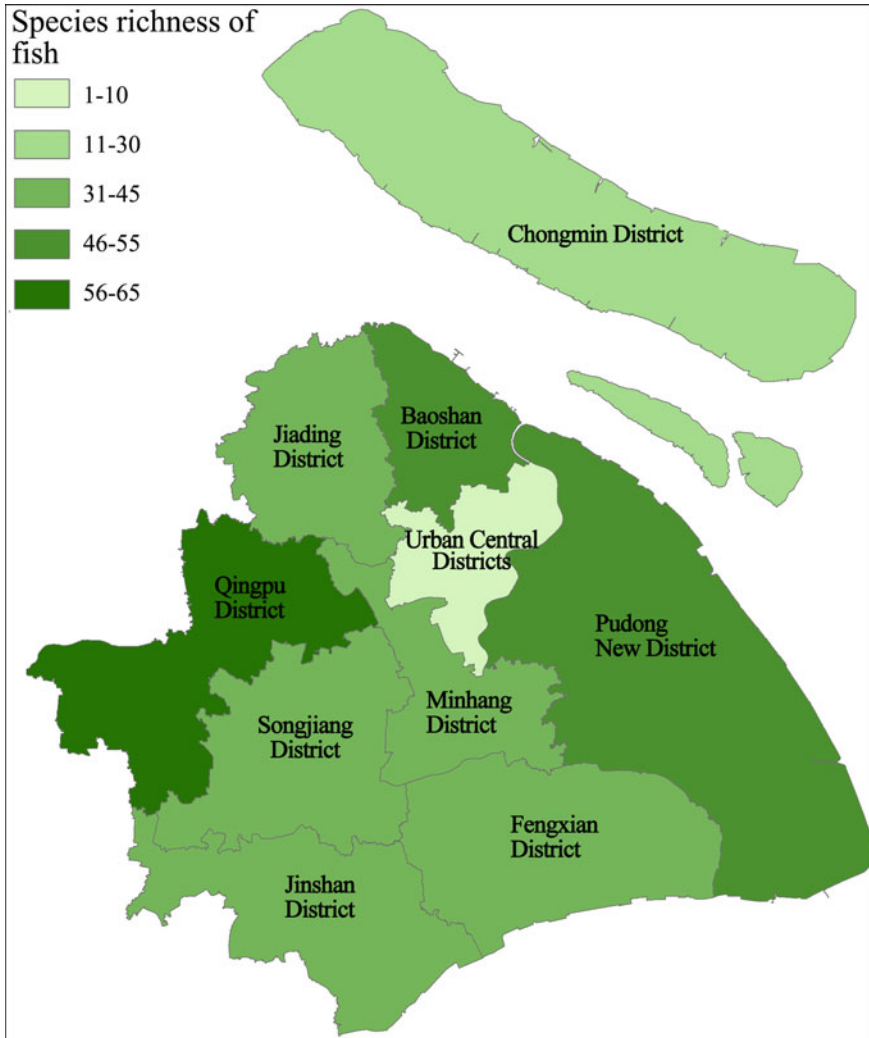 Species richness of
fish
1-10
11-30
31-45
46-55
56-65
Chongmin District
Baoshan
District
Jiading
District
Urban Central
Districts
Qingpu
District
Pudong
New District
Minhang
District
Songjiang
District
Fengxian
District
Jinshan
District